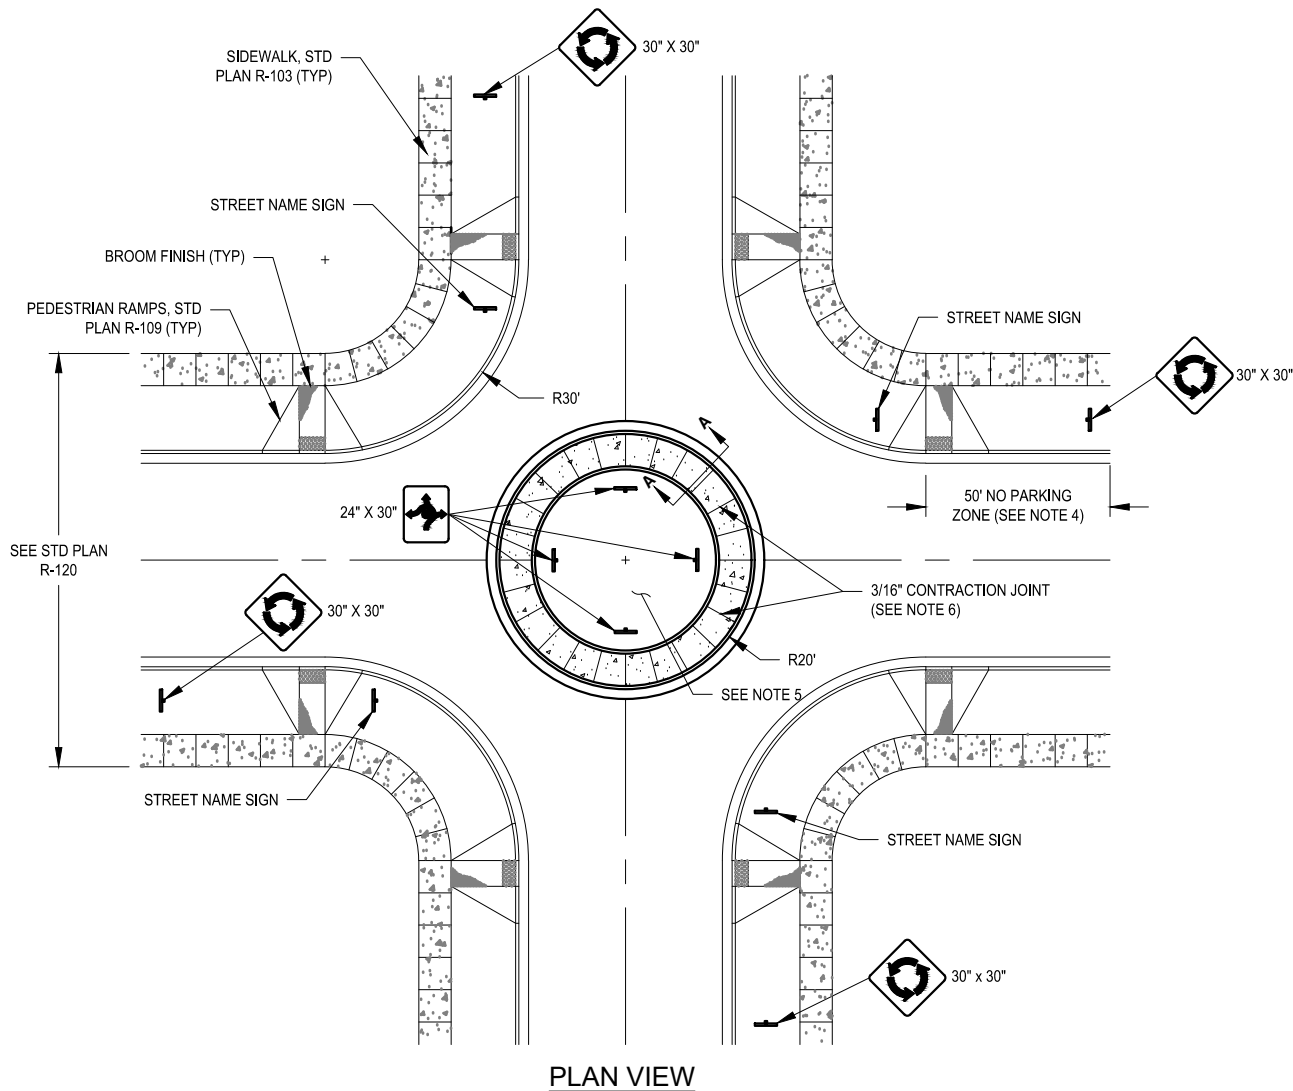 30" X 30"
SIDEWALK, STD
PLAN R-103 (TYP)
STREET NAME SIGN
BROOM FINISH (TYP)
PEDESTRIAN RAMPS, STD
PLAN R-109 (TYP)
STREET NAME SIGN
30" X 30"
R30'
A
A
50' NO PARKING
ZONE (SEE NOTE 4)
24" X 30"
SEE STD PLAN
R-120
3/16" CONTRACTION JOINT
(SEE NOTE 6)
30" X 30"
R20'
SEE NOTE 5
STREET NAME SIGN
STREET NAME SIGN
30" x 30"
PLAN VIEW